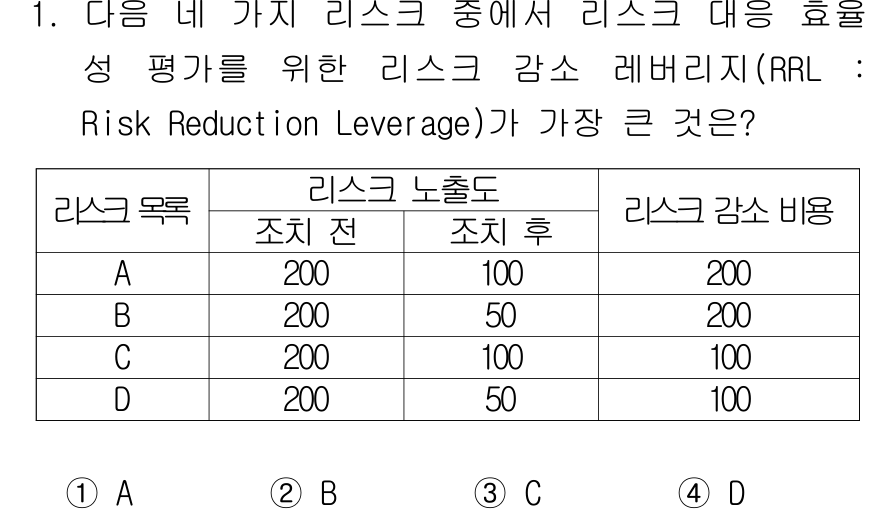 1. 다음 네 가지 리스크 중에서 리스크 대응 효율
성 평가를 위한 리스크 감소 레버리지(RRL :
Risk Reduction Leverage)가 가장 큰 것은?
리스크 목록 리스크 노출도 리스크 감소 비용
조치 전 조치 후
A 200 100 200
B 200 50 200
C 200 100 100
D 200 50 100
① A ② B ③ C ④ D